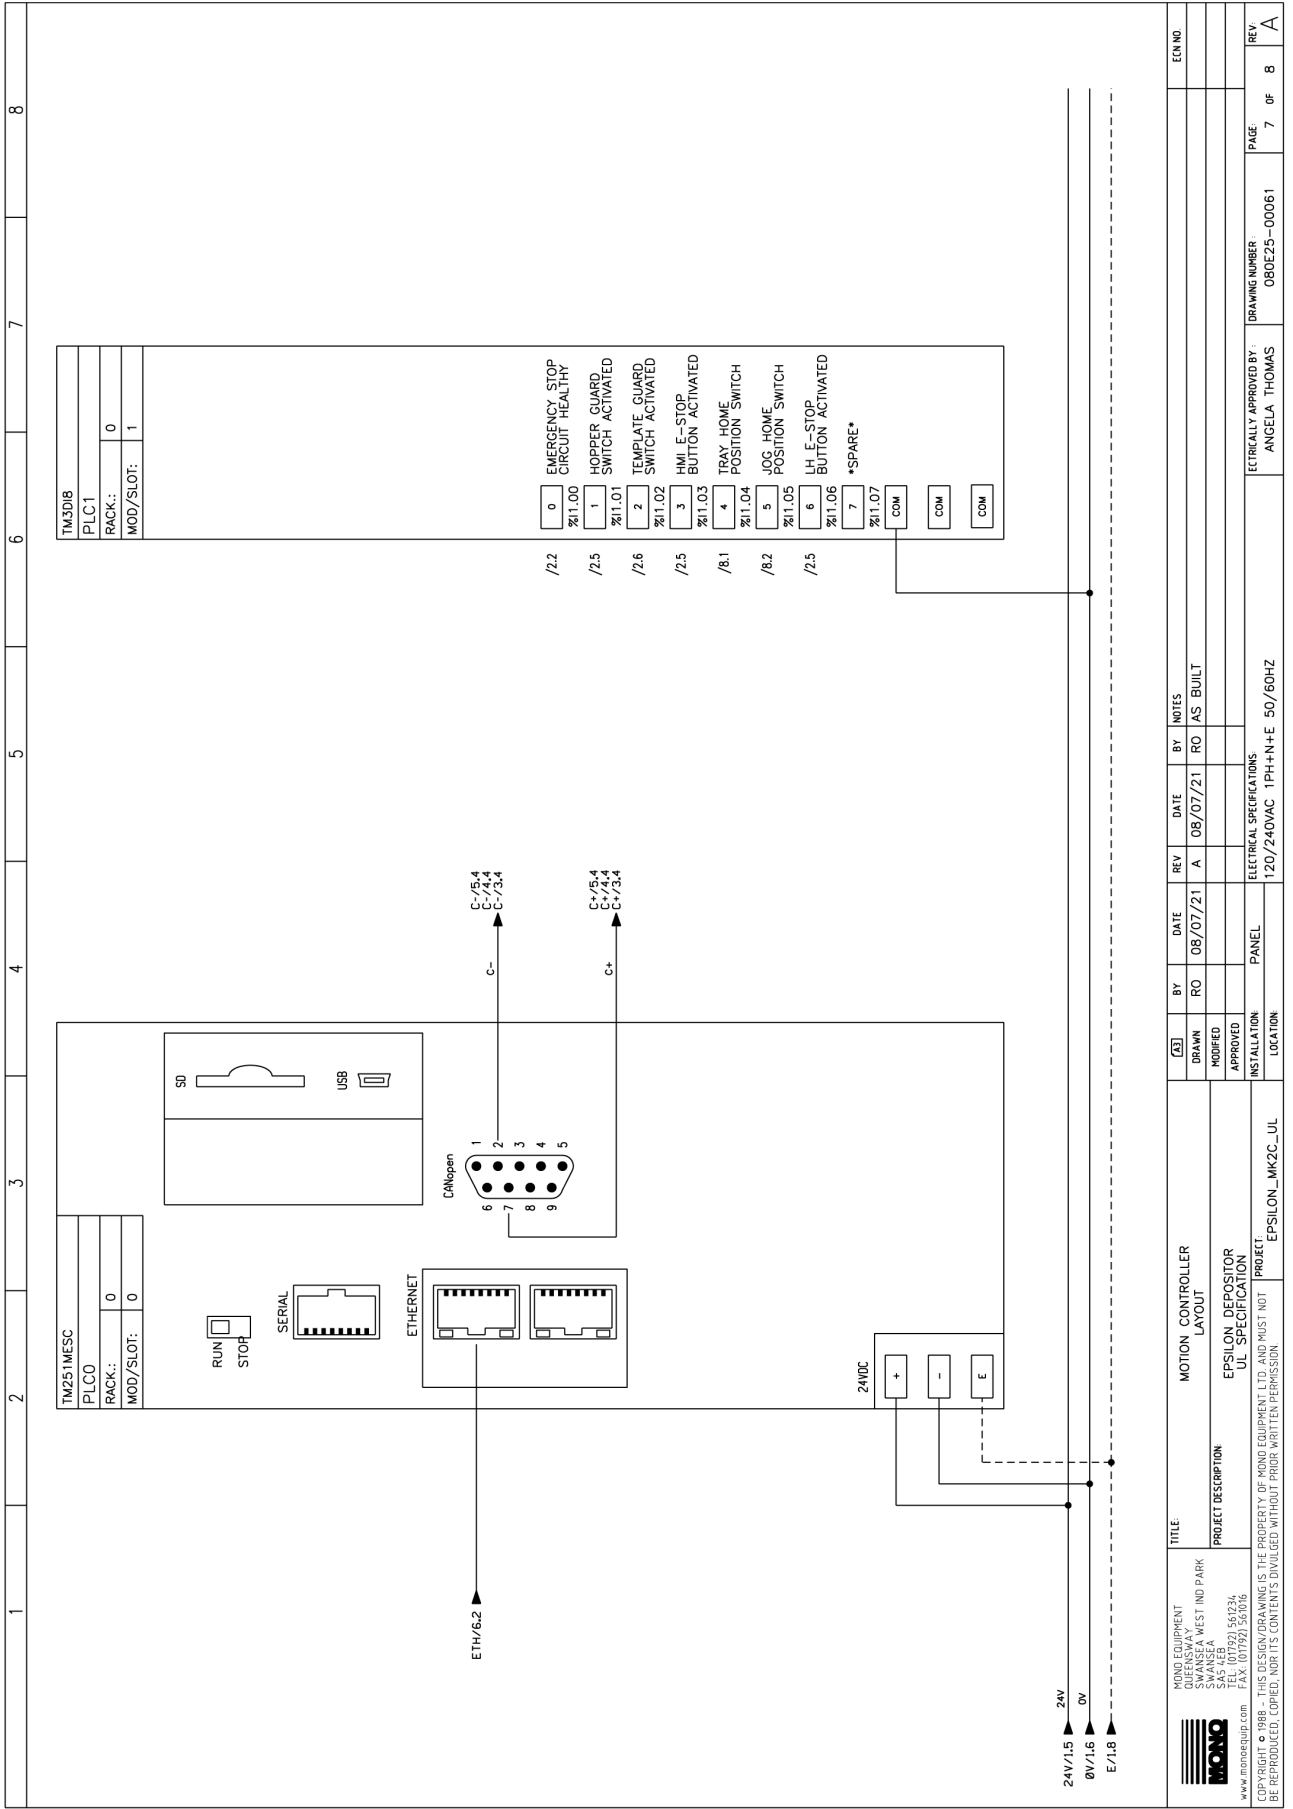 1
2
3
4
5
6
7
8
TM251MESC
PLC0
RACK.: 0
MOD/SLOT: 0
RUN
STOP
SERIAL
ETHERNET
ETH/6.2
SD
USB
CANopen
1
2
3
4
5
6
7
8
9
C-
C-/5.4
C-/4.4
C-/3.4
C+
C+/5.4
C+/4.4
C+/3.4
24VDC
+
-
E
TM3DI8
PLC1
RACK.: 0
MOD/SLOT: 1
/2.2 0 EMERGENCY STOP
%I1.00 CIRCUIT HEALTHY
/2.5 1 HOPPER GUARD
%I1.01 SWITCH ACTIVATED
/2.6 2 TEMPLATE GUARD
%I1.02 SWITCH ACTIVATED
/2.5 3 HMI E-STOP
%I1.03 BUTTON ACTIVATED
/8.1 4 TRAY HOME
%I1.04 POSITION SWITCH
/8.2 5 JOG HOME
%I1.05 POSITION SWITCH
/2.5 6 LH E-STOP
%I1.06 BUTTON ACTIVATED
7 *SPARE*
%I1.07
COM
COM
COM
24V/1.5 24V
0V/1.6 0V
E/1.8
MONO
www.monoequip.com
MONO EQUIPMENT
QUEENSWAY
SWANSEA WEST IND PARK
SWANSEA
SA5 4EB
TEL: (01792) 561234
FAX: (01792) 561016
COPYRIGHT © 1988 - THIS DESIGN/DRAWING IS THE PROPERTY OF MONO EQUIPMENT LTD. AND MUST NOT
BE REPRODUCED, COPIED, NOR ITS CONTENTS DIVULGED WITHOUT PRIOR WRITTEN PERMISSION.
TITLE:
MOTION CONTROLLER
LAYOUT
PROJECT DESCRIPTION:
EPSILON DEPOSITOR
UL SPECIFICATION
PROJECT:
EPSILON_MK2C_UL
A3 BY DATE REV DATE BY NOTES ECN NO.
DRAWN RO 08/07/21 A 08/07/21 RO AS BUILT
MODIFIED
APPROVED
INSTALLATION: PANEL
LOCATION:
ELECTRICAL SPECIFICATIONS:
120/240VAC 1PH+N+E 50/60HZ
ECTRICALLY APPROVED BY :
ANGELA THOMAS
DRAWING NUMBER :
080E25-00061
PAGE:
7 OF 8
REV:
A